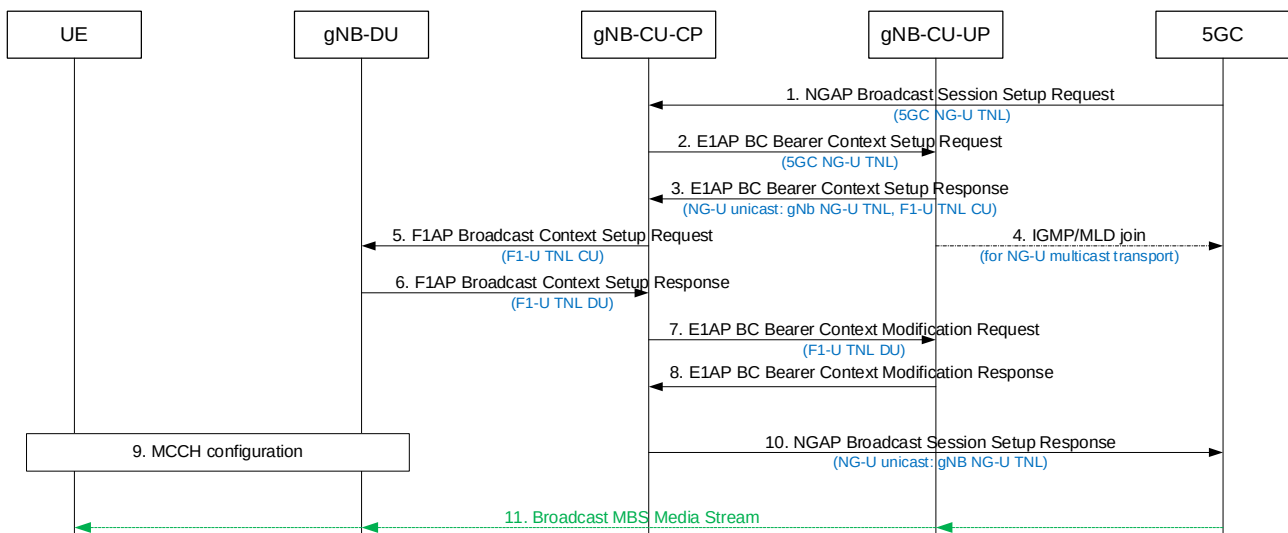 UE
gNB-DU
gNB-CU-CP
gNB-CU-UP
5GC
1. NGAP Broadcast Session Setup Request
(5GC NG-U TNL)
2. E1AP BC Bearer Context Setup Request
(5GC NG-U TNL)
3. E1AP BC Bearer Context Setup Response
(NG-U unicast: gNb NG-U TNL, F1-U TNL CU)
5. F1AP Broadcast Context Setup Request
(F1-U TNL CU)
4. IGMP/MLD join
(for NG-U multicast transport)
6. F1AP Broadcast Context Setup Response
(F1-U TNL DU)
7. E1AP BC Bearer Context Modification Request
(F1-U TNL DU)
8. E1AP BC Bearer Context Modification Response
9. MCCH configuration
10. NGAP Broadcast Session Setup Response
(NG-U unicast: gNB NG-U TNL)
11. Broadcast MBS Media Stream